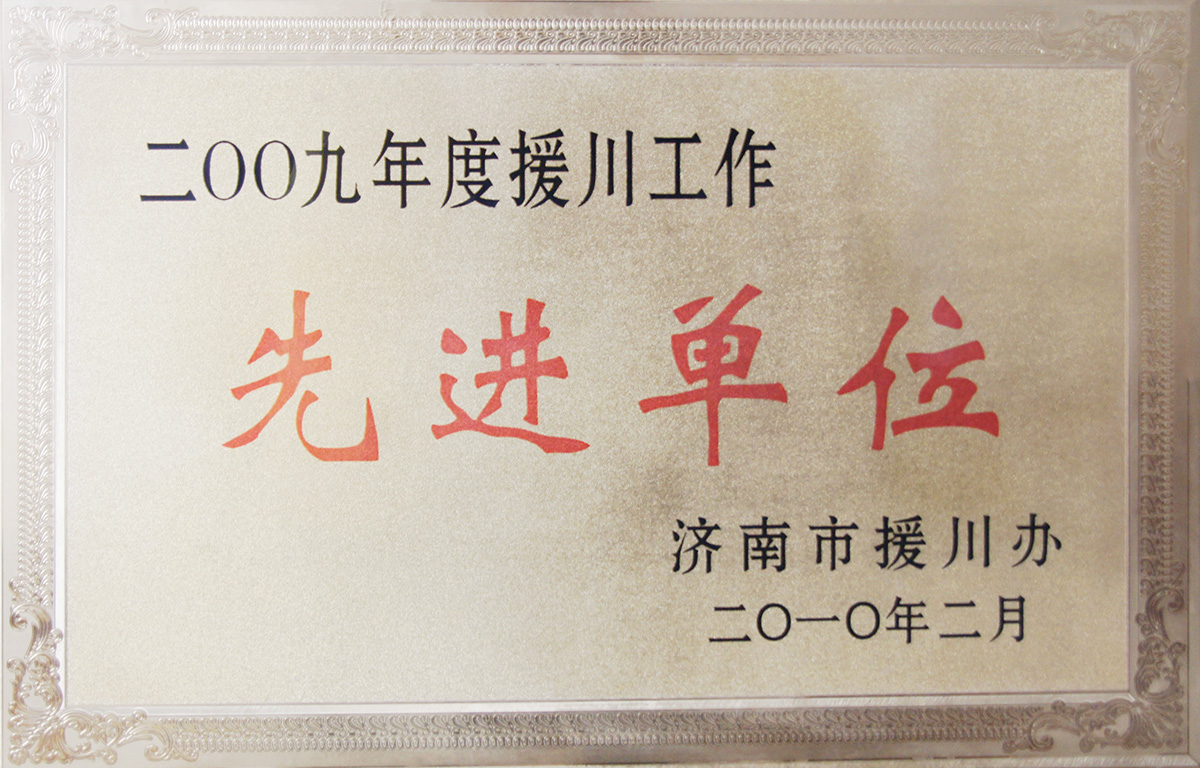 二〇〇九年度援川工作
先进单位
济南市援川办
二〇一〇年二月